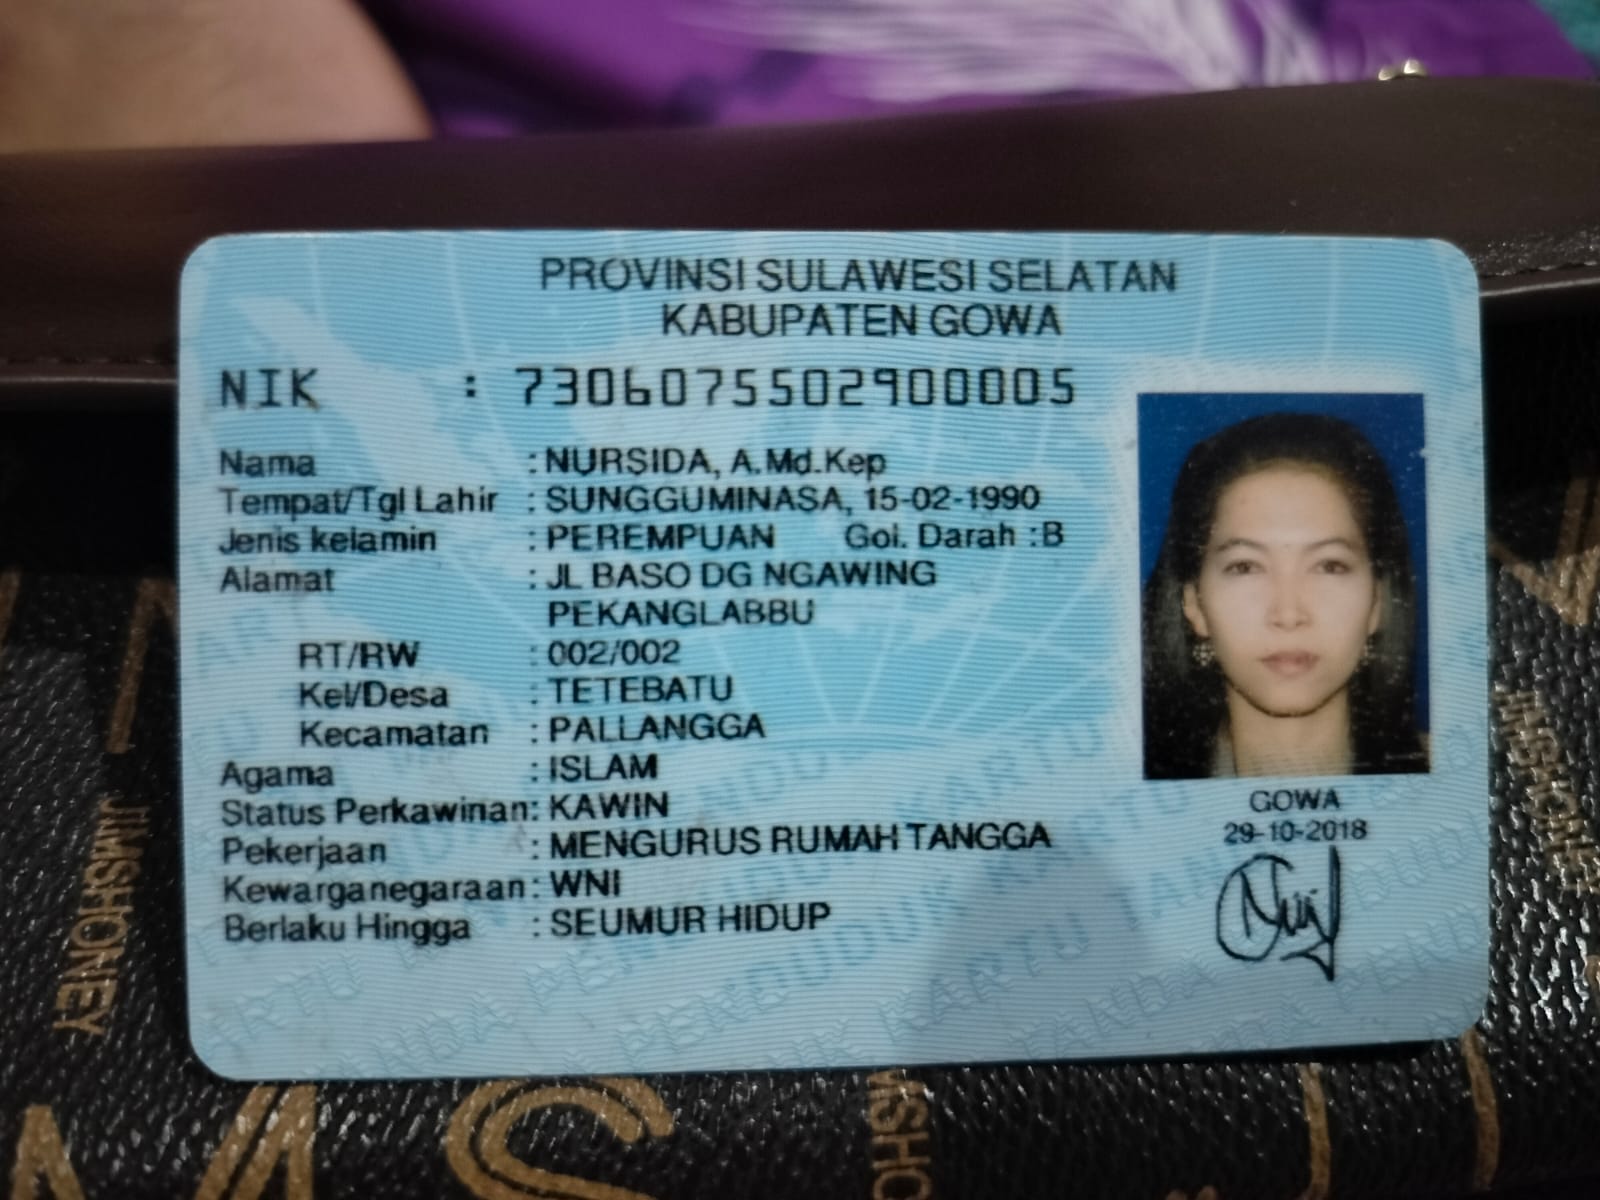 PROVINSI SULAWESI SELATAN
KABUPATEN GOWA
NIK : 7306075502900005
Nama : NURSIDA, A.Md.Kep
Tempat/Tgl Lahir : SUNGGUMINASA, 15-02-1990
Jenis kelamin : PEREMPUAN Gol. Darah : B
Alamat : JL BASO DG NGAWING
PEKANGLABBU
RT/RW : 002/002
Kel/Desa : TETEBATU
Kecamatan : PALLANGGA
Agama : ISLAM
Status Perkawinan: KAWIN
Pekerjaan : MENGURUS RUMAH TANGGA
Kewarganegaraan: WNI
Berlaku Hingga : SEUMUR HIDUP
GOWA
29-10-2018
JIMSHONEY
JIMSHONEY